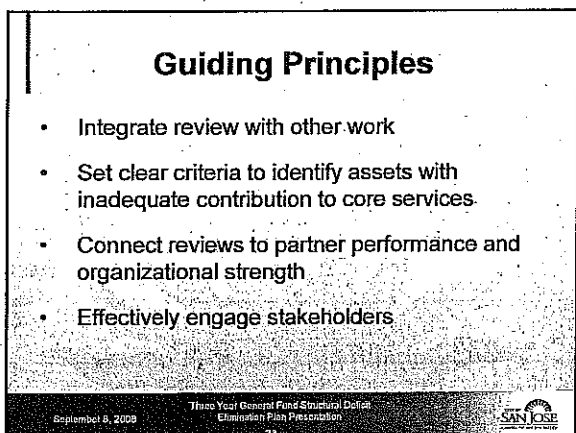 Guiding Principles
• Integrate review with other work
• Set clear criteria to identify assets with
inadequate contribution to core services
• Connect reviews to partner performance and
organizational strength
• Effectively engage stakeholders
September 8, 2008
Three Year General Fund Structural Deficit
Elimination Plan Presentation
SAN JOSE